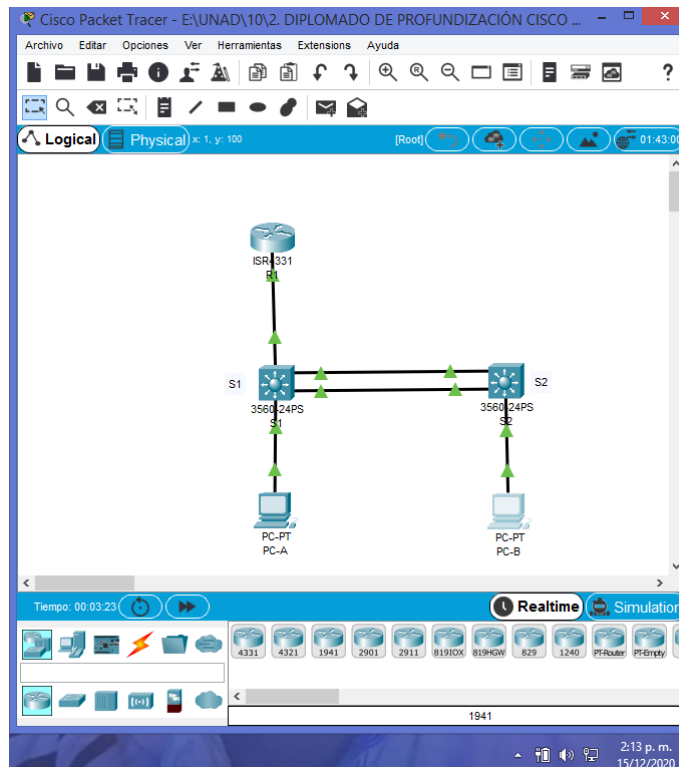 Cisco Packet Tracer - E:\UNAD\10\2. DIPLOMADO DE PROFUNDIZACIÓN CISCO ...
Archivo Editar Opciones Ver Herramientas Extensions Ayuda
?
Logical Physical x: 1, y: 100 [Root] 01:43:00
ISR4331
R1
S1 S2
3560-24PS 3560-24PS
S1 S2
PC-PT PC-PT
PC-A PC-B
Tiempo: 00:03:23 Realtime Simulation
4331 4321 1941 2901 2911 819IOX 819HGW 829 1240 PT-Router PT-Empty
1941
2:13 p. m.
15/12/2020